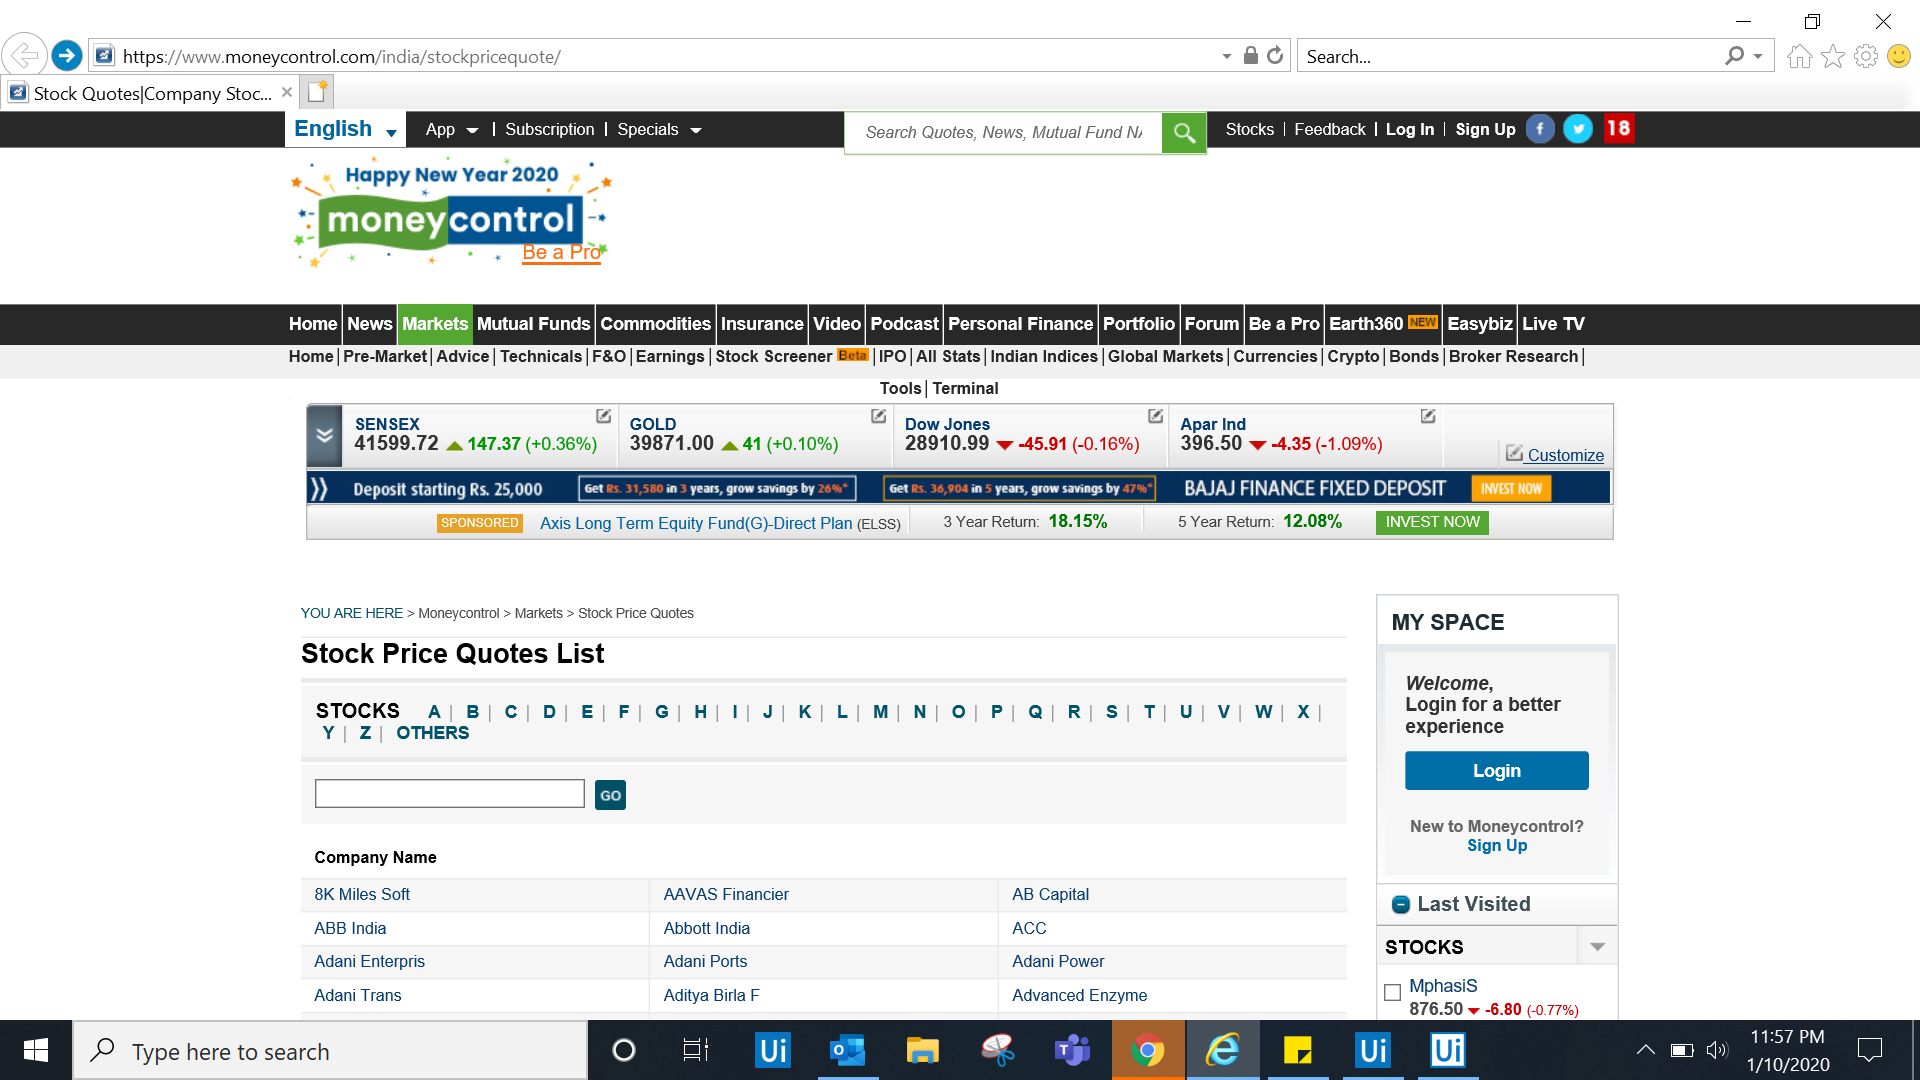 https://www.moneycontrol.com/india/stockpricequote/
Search...
Stock Quotes|Company Stoc...
English App | Subscription | Specials
Search Quotes, News, Mutual Fund NA
Stocks | Feedback | Log In | Sign Up f 18
Happy New Year 2020
moneycontrol
Be a Pro
Home News Markets Mutual Funds Commodities Insurance Video Podcast Personal Finance Portfolio Forum Be a Pro Earth360 NEW Easybiz Live TV
Home | Pre-Market | Advice | Technicals | F&O | Earnings | Stock Screener Beta | IPO | All Stats | Indian Indices | Global Markets | Currencies | Crypto | Bonds | Broker Research |
Tools | Terminal
SENSEX
41599.72 147.37 (+0.36%)
GOLD
39871.00 41 (+0.10%)
Dow Jones
28910.99 -45.91 (-0.16%)
Apar Ind
396.50 -4.35 (-1.09%)
Customize
Deposit starting Rs. 25,000 Get Rs. 31,580 in 3 years, grow savings by 26%* Get Rs. 36,904 in 5 years, grow savings by 47%* BAJAJ FINANCE FIXED DEPOSIT INVEST NOW
SPONSORED Axis Long Term Equity Fund(G)-Direct Plan (ELSS) 3 Year Return: 18.15% 5 Year Return: 12.08% INVEST NOW
YOU ARE HERE > Moneycontrol > Markets > Stock Price Quotes
Stock Price Quotes List
STOCKS A | B | C | D | E | F | G | H | I | J | K | L | M | N | O | P | Q | R | S | T | U | V | W | X |
Y | Z | OTHERS
GO
Company Name
8K Miles Soft AAVAS Financier AB Capital
ABB India Abbott India ACC
Adani Enterpris Adani Ports Adani Power
Adani Trans Aditya Birla F Advanced Enzyme
MY SPACE
Welcome,
Login for a better
experience
Login
New to Moneycontrol?
Sign Up
Last Visited
STOCKS
MphasiS
876.50 -6.80 (-0.77%)
Type here to search
Ui
Ui
Ui
11:57 PM
1/10/2020